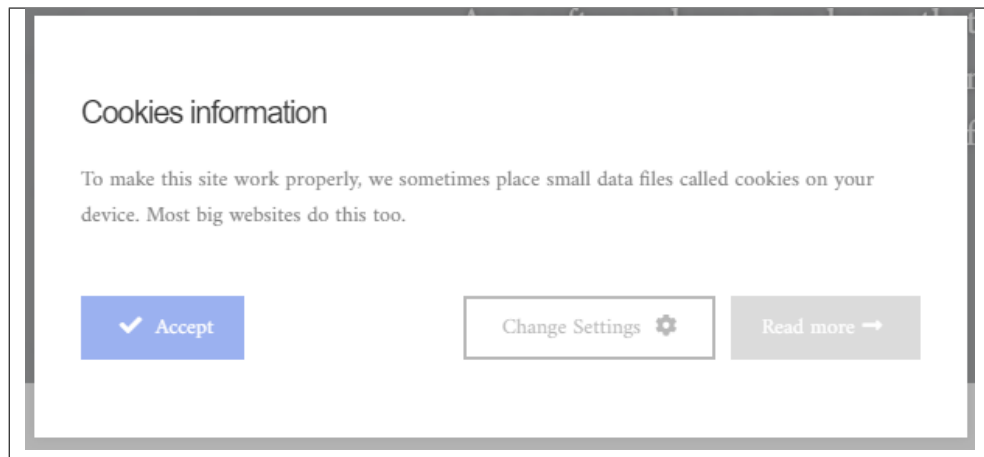 Cookies information
To make this site work properly, we sometimes place small data files called cookies on your
device. Most big websites do this too.
Accept
Change Settings
Read more